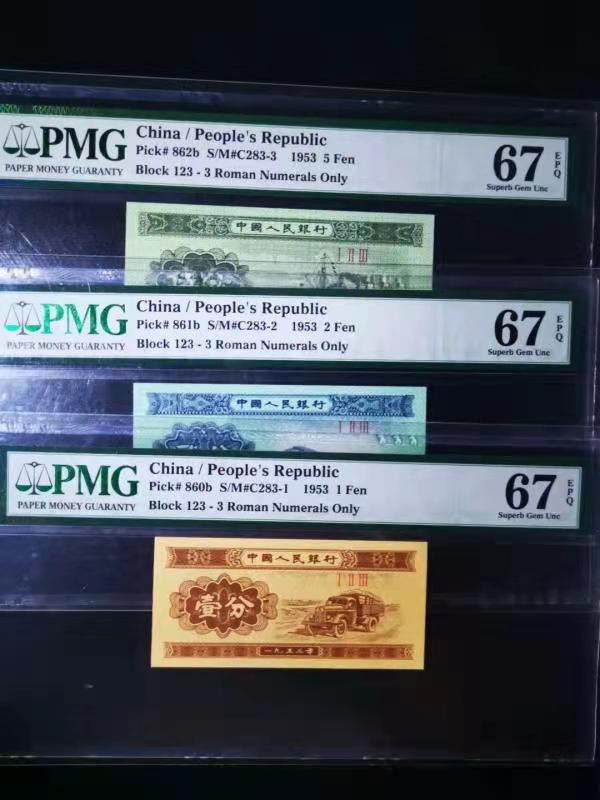 PMG
PAPER MONEY GUARANTY
China / People's Republic
Pick# 862b S/M#C283-3 1953 5 Fen
Block 123 - 3 Roman Numerals Only
67 EPQ
Superb Gem Unc
中國人民銀行
I II III
PMG
PAPER MONEY GUARANTY
China / People's Republic
Pick# 861b S/M#C283-2 1953 2 Fen
Block 123 - 3 Roman Numerals Only
67 EPQ
Superb Gem Unc
中國人民銀行
I II III
PMG
PAPER MONEY GUARANTY
China / People's Republic
Pick# 860b S/M#C283-1 1953 1 Fen
Block 123 - 3 Roman Numerals Only
67 EPQ
Superb Gem Unc
中國人民銀行
I II III
壹分
一九五三年